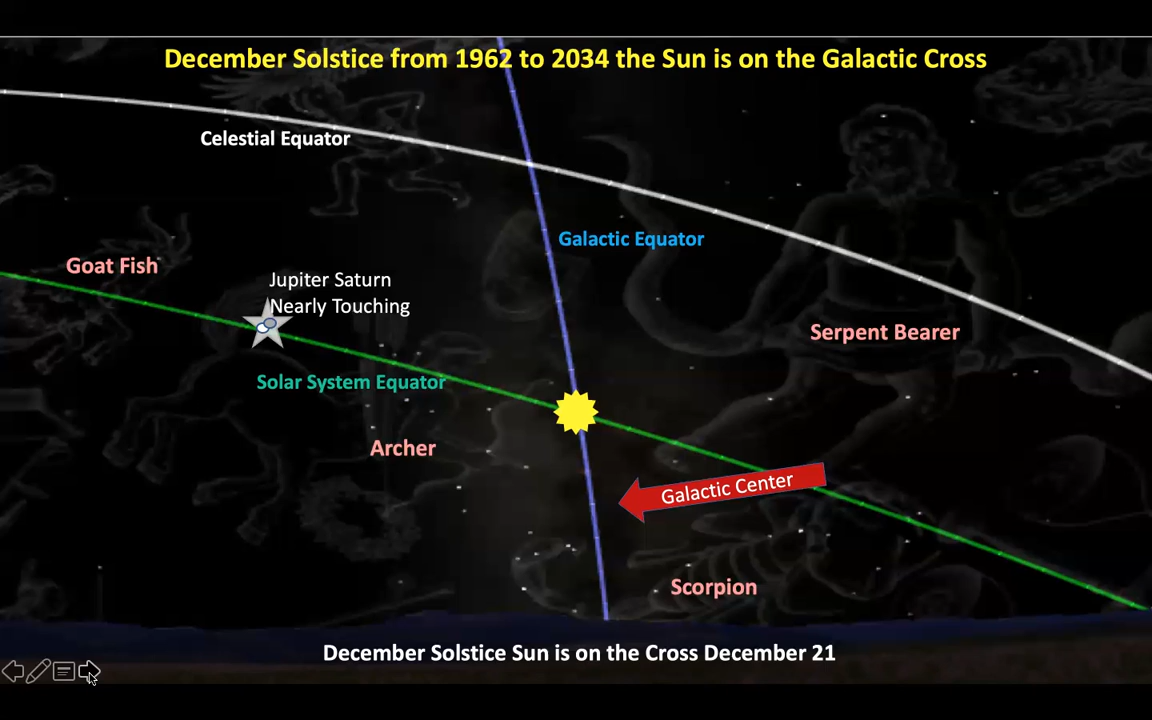 December Solstice from 1962 to 2034 the Sun is on the Galactic Cross
Celestial Equator
Galactic Equator
Goat Fish
Jupiter Saturn
Nearly Touching
Serpent Bearer
Solar System Equator
Archer
Galactic Center
Scorpion
December Solstice Sun is on the Cross December 21